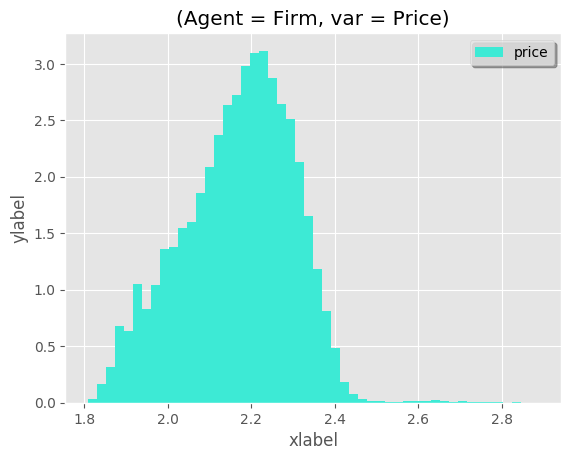 (Agent = Firm, var = Price)
price
3.0
2.5
2.0
1.5
1.0
0.5
0.0
ylabel
1.8 2.0 2.2 2.4 2.6 2.8
xlabel